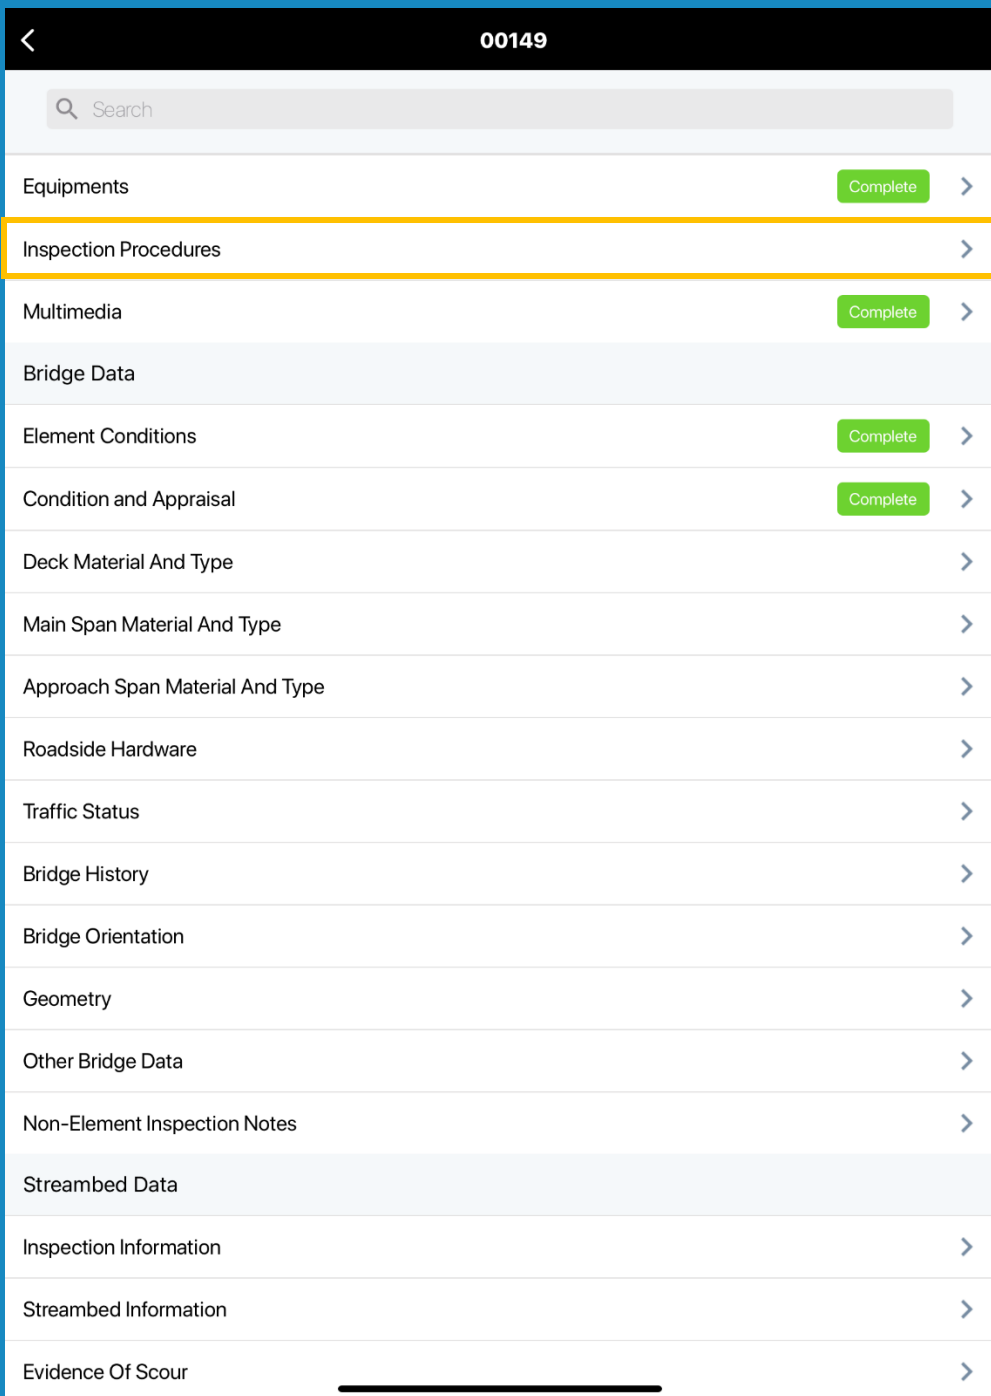 00149
Search
Equipments Complete
Inspection Procedures
Multimedia Complete
Bridge Data
Element Conditions Complete
Condition and Appraisal Complete
Deck Material And Type
Main Span Material And Type
Approach Span Material And Type
Roadside Hardware
Traffic Status
Bridge History
Bridge Orientation
Geometry
Other Bridge Data
Non-Element Inspection Notes
Streambed Data
Inspection Information
Streambed Information
Evidence Of Scour